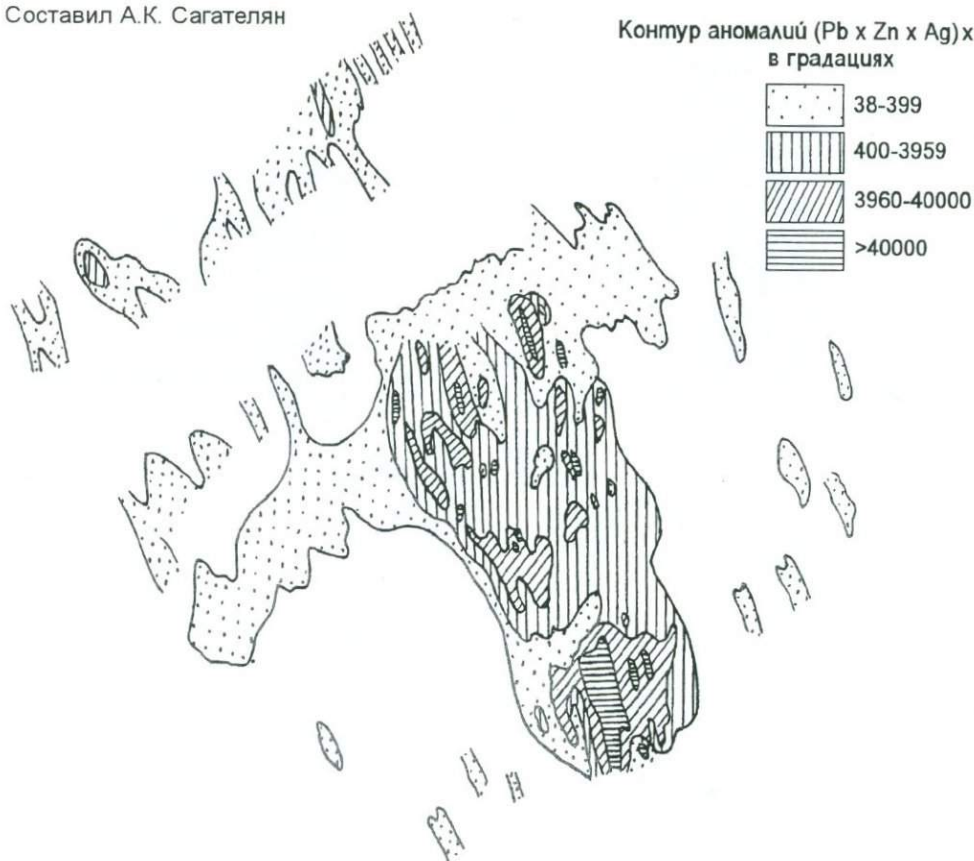 Составил А.К. Сагателян
Контур аномалий (Pb x Zn x Ag)x
в градациях
38-399
400-3959
3960-40000
>40000